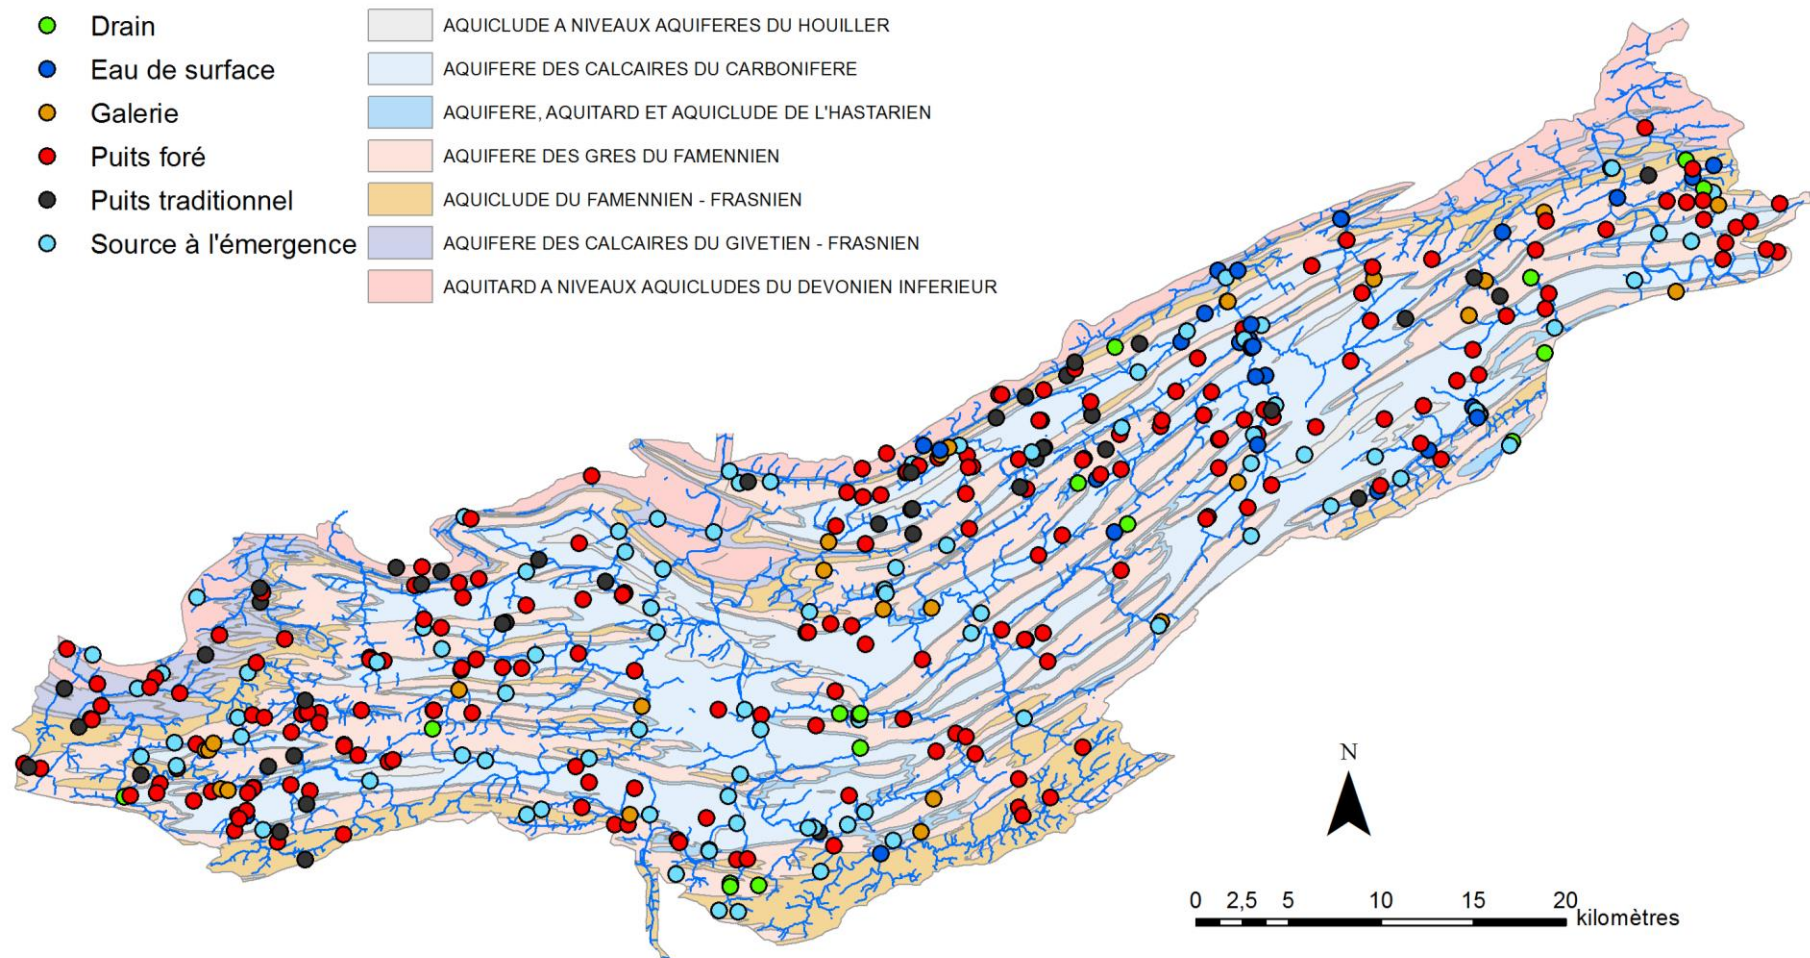 Drain
Eau de surface
Galerie
Puits foré
Puits traditionnel
Source à l'émergence
AQUICLUDE A NIVEAUX AQUIFERES DU HOUILLER
AQUIFERE DES CALCAIRES DU CARBONIFERE
AQUIFÈRE, AQUITARD ET AQUICLUDE DE L'HASTARIEN
AQUIFERE DES GRES DU FAMENNIEN
AQUICLUDE DU FAMENNIEN - FRASNIEN
AQUIFERE DES CALCAIRES DU GIVETIEN - FRASNIEN
AQUITARD A NIVEAUX AQUICLUDES DU DEVONIEN INFERIEUR
N
0 2,5 5 10 15 20
kilomètres